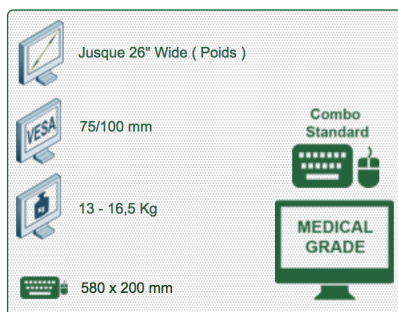 Jusque 26" Wide ( Poids )
VESA
75/100 mm
KG
13 - 16,5 Kg
580 x 200 mm
Combo
Standard
MEDICAL
GRADE